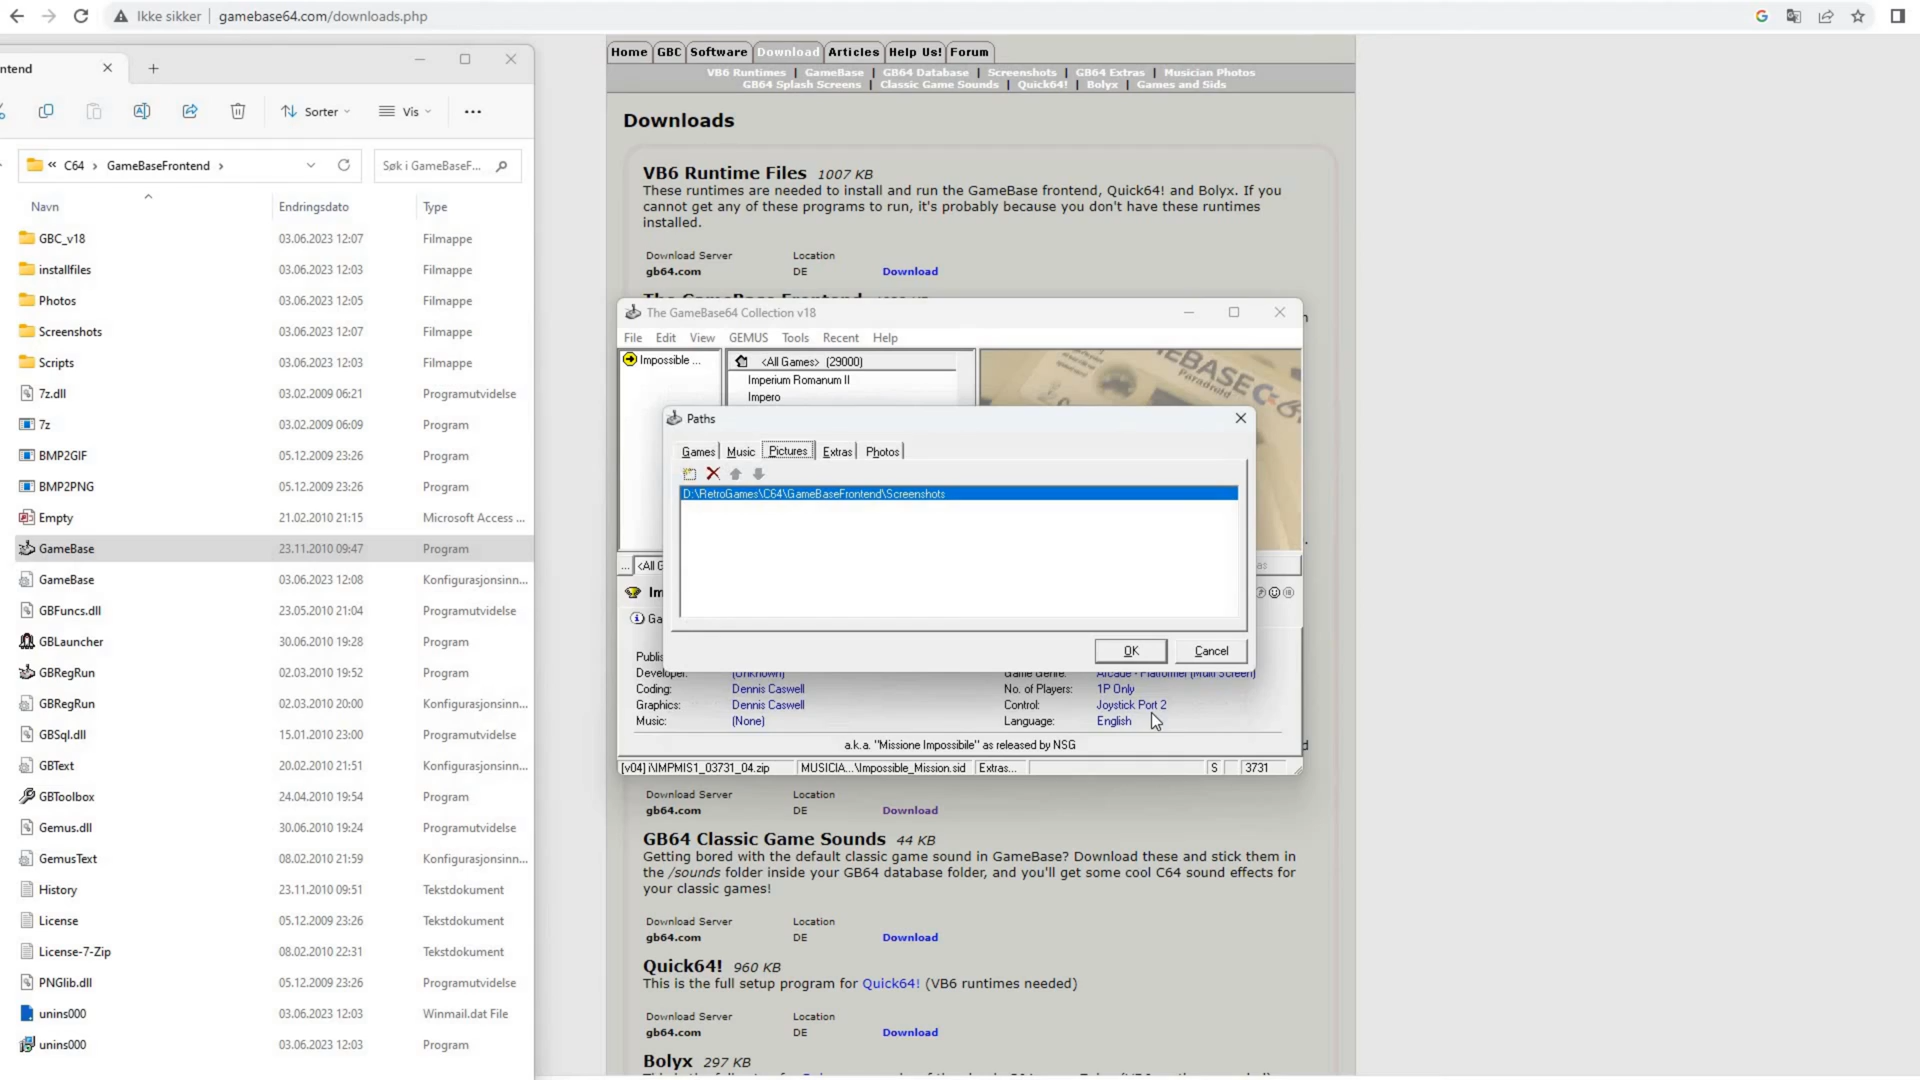 Ikke sikker
gamebase64.com/downloads.php
ntend
Sorter
Vis
C64
GameBaseFrontend
Søk i GameBaseF...
Navn Endringsdato Type
GBC_v18 03.06.2023 12:07 Filmappe
installfiles 03.06.2023 12:03 Filmappe
Photos 03.06.2023 12:05 Filmappe
Screenshots 03.06.2023 12:07 Filmappe
Scripts 03.06.2023 12:03 Filmappe
7z.dll 03.02.2009 06:21 Programutvidelse
7z 03.02.2009 06:09 Program
BMP2GIF 05.12.2009 23:26 Program
BMP2PNG 05.12.2009 23:26 Program
Empty 21.02.2010 21:15 Microsoft Access ...
GameBase 23.11.2010 09:47 Program
GameBase 03.06.2023 12:08 Konfigurasjonsinn...
GBFuncs.dll 23.05.2010 21:04 Programutvidelse
GBLauncher 30.06.2010 19:28 Program
GBRegRun 02.03.2010 19:52 Program
GBRegRun 02.03.2010 20:00 Konfigurasjonsinn...
GBSql.dll 15.01.2010 23:00 Programutvidelse
GBText 20.02.2010 21:51 Konfigurasjonsinn...
GBToolbox 24.04.2010 19:54 Program
Gemus.dll 30.06.2010 19:24 Programutvidelse
GemusText 08.02.2010 21:59 Konfigurasjonsinn...
History 23.11.2010 09:51 Tekstdokument
License 05.12.2009 23:26 Tekstdokument
License-7-Zip 08.02.2010 22:31 Tekstdokument
PNGlib.dll 05.12.2009 23:26 Programutvidelse
unins000 03.06.2023 12:03 Winmail.dat File
unins000 03.06.2023 12:03 Program
Home GBC Software Download Articles Help Us! Forum
VB6 Runtimes | GameBase | GB64 Database | Screenshots | GB64 Extras | Musician Photos
GB64 Splash Screens | Classic Game Sounds | Quick64! | Bolyx | Games and Sids
Downloads
VB6 Runtime Files 1007 KB
These runtimes are needed to install and run the GameBase frontend, Quick64! and Bolyx. If you
cannot get any of these programs to run, it's probably because you don't have these runtimes
installed.
Download Server Location
gb64.com DE Download
The GameBase64 Collection v18
File Edit View GEMUS Tools Recent Help
Impossible ...
<All Games> (29000)
Imperium Romanum II
Impero
Paradroid
Paths
Games Music Pictures Extras Photos
D:\RetroGames\C64\GameBaseFrontend\Screenshots
OK Cancel
... <All G
Im
Ga
Publis
Developer: (Unknown) Game Genre: Arcade - Platformer (Multi Screen)
Coding: Dennis Caswell No. of Players: 1P Only
Graphics: Dennis Caswell Control: Joystick Port 2
Music: (None) Language: English
a.k.a. "Missione Impossibile" as released by NSG
[v04] i\IMPMIS1_03731_04.zip MUSICIA...\Impossible_Mission.sid Extras... S 3731
Download Server Location
gb64.com DE Download
GB64 Classic Game Sounds 44 KB
Getting bored with the default classic game sound in GameBase? Download these and stick them in
the /sounds folder inside your GB64 database folder, and you'll get some cool C64 sound effects for
your classic games!
Download Server Location
gb64.com DE Download
Quick64! 960 KB
This is the full setup program for Quick64! (VB6 runtimes needed)
Download Server Location
gb64.com DE Download
Bolyx 297 KB